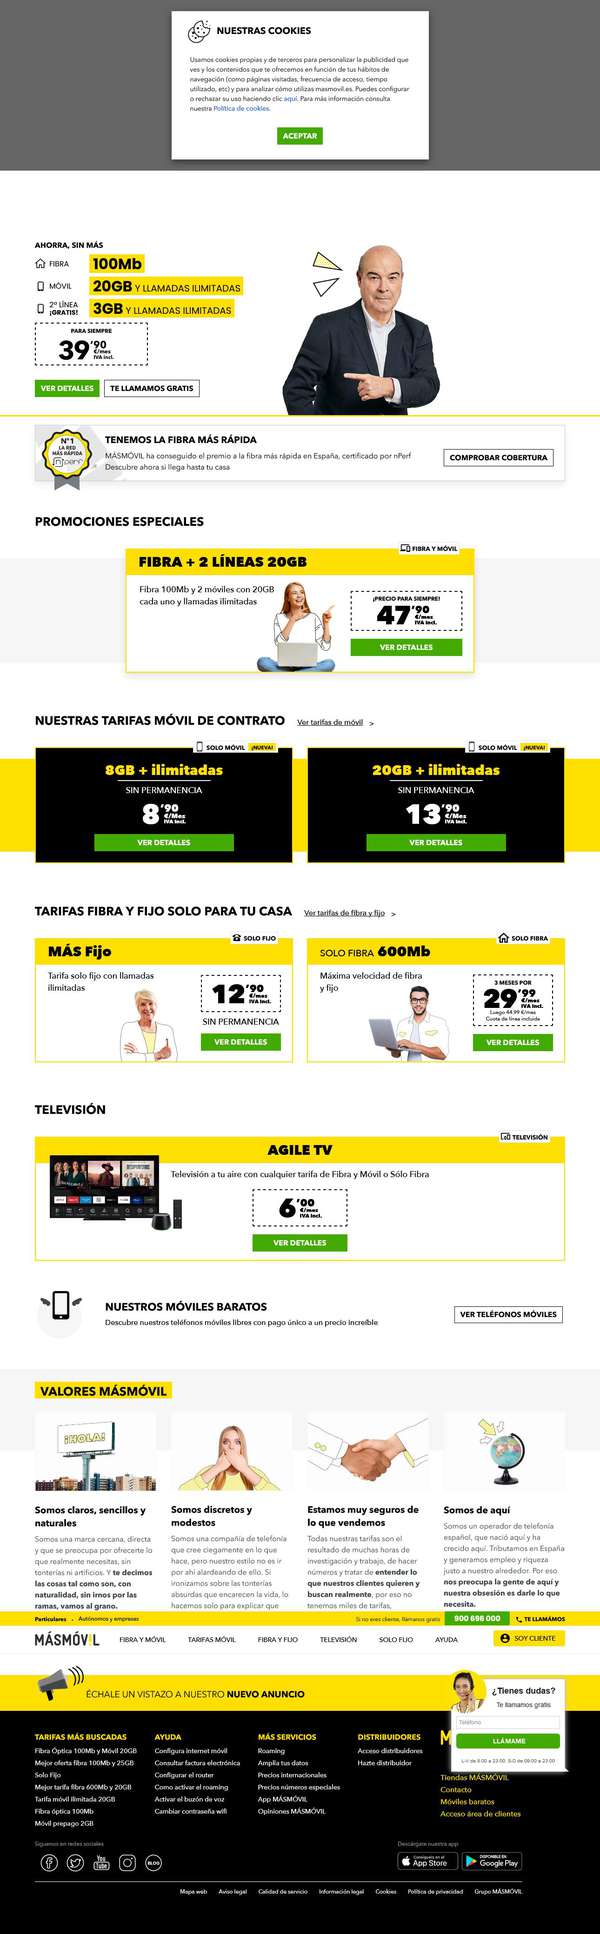 NUESTRAS COOKIES
Usamos cookies propias y de terceros para personalizar la publicidad que
ves y los contenidos que te ofrecemos en función de tus hábitos de
navegación (como páginas visitadas, frecuencia de acceso, tiempo
utilizado, etc) y para analizar cómo utilizas masmovil.es. Puedes configurar
o rechazar su uso haciendo clic aquí. Para más información consulta
nuestra Política de cookies.
ACEPTAR
AHORRA, SIN MÁS
FIBRA 100Mb
MÓVIL 20GB Y LLAMADAS ILIMITADAS
2º LÍNEA ¡GRATIS! 3GB Y LLAMADAS ILIMITADAS
PARA SIEMPRE
39'90 €/mes IVA incl.
VER DETALLES
TE LLAMAMOS GRATIS
Nº1 LA RED MÁS RÁPIDA nPerf
TENEMOS LA FIBRA MÁS RÁPIDA
MÁSMÓVIL ha conseguido el premio a la fibra más rápida en España, certificado por nPerf
Descubre ahora si llega hasta tu casa
COMPROBAR COBERTURA
PROMOCIONES ESPECIALES
FIBRA Y MÓVIL
FIBRA + 2 LÍNEAS 20GB
Fibra 100Mb y 2 móviles con 20GB
cada uno y llamadas ilimitadas
¡PRECIO PARA SIEMPRE!
47'90 €/mes IVA incl.
VER DETALLES
NUESTRAS TARIFAS MÓVIL DE CONTRATO Ver tarifas de móvil >
SOLO MÓVIL ¡NUEVA!
8GB + ilimitadas
SIN PERMANENCIA
8'90 €/Mes IVA Incl.
VER DETALLES
SOLO MÓVIL ¡NUEVA!
20GB + ilimitadas
SIN PERMANENCIA
13'90 €/Mes IVA Incl.
VER DETALLES
TARIFAS FIBRA Y FIJO SOLO PARA TU CASA Ver tarifas de fibra y fijo >
SOLO FIJO
MÁS Fijo
Tarifa solo fijo con llamadas
ilimitadas
12'90 €/mes IVA incl.
SIN PERMANENCIA
VER DETALLES
SOLO FIBRA
SOLO FIBRA 600Mb
Máxima velocidad de fibra
y fijo
3 MESES POR
29'99 €/mes IVA incl.
Luego 44.99 €/mes
Cuota de línea incluida
VER DETALLES
TELEVISIÓN
TELEVISIÓN
AGILE TV
Televisión a tu aire con cualquier tarifa de Fibra y Móvil o Sólo Fibra
6'00 €/mes IVA incl.
VER DETALLES
NUESTROS MÓVILES BARATOS
Descubre nuestros teléfonos móviles libres con pago único a un precio increíble
VER TELÉFONOS MÓVILES
VALORES MÁSMÓVIL
¡HOLA!
Somos claros, sencillos y
naturales
Somos una marca cercana, directa
y que se preocupa por ofrecerte lo
que realmente necesitas, sin
tonterías ni artificios. Y te decimos
las cosas tal como son, con
naturalidad, sin irnos por las
ramas, vamos al grano.
Somos discretos y
modestos
Somos una compañía de telefonía
que cree ciegamente en lo que
hace, pero nuestro estilo no es ir
por ahí alardeando de ello. Si
ironizamos sobre las tonterías
absurdas que encarecen la vida, lo
hacemos solo para explicar que
Estamos muy seguros de
lo que vendemos
Todas nuestras tarifas son el
resultado de muchas horas de
investigación y trabajo, de hacer
números y tratar de entender lo
que nuestros clientes quieren y
buscan realmente, por eso no
tenemos miles de tarifas,
Somos de aquí
Somos un operador de telefonía
español, que nació aquí y ha
crecido aquí. Tributamos en España
y generamos empleo y riqueza
justo a nuestro alrededor. Por eso
nos preocupa la gente de aquí y
nuestra obsesión es darle lo que
necesita.
Particulares Autónomos y empresas
Si no eres cliente, llámanos gratis 900 696 000 TE LLAMÁMOS
MÁSMÓVIL
FIBRA Y MÓVIL
TARIFAS MÓVIL
FIBRA Y FIJO
TELEVISIÓN
SOLO FIJO
AYUDA
SOY CLIENTE
ÉCHALE UN VISTAZO A NUESTRO NUEVO ANUNCIO
¿Tienes dudas?
Te llamamos gratis
Teléfono
LLÁMAME
L-V de 8:00 a 23:00. S-D de 09:00 a 23:00
TARIFAS MÁS BUSCADAS
Fibra Óptica 100Mb y Móvil 20GB
Mejor oferta fibra 100Mb y 25GB
Solo Fijo
Mejor tarifa fibra 600Mb y 20GB
Tarifa móvil ilimitada 20GB
Fibra óptica 100Mb
Móvil prepago 2GB
AYUDA
Configura internet móvil
Consultar factura electrónica
Configurar el router
Como activar el roaming
Activar el buzón de voz
Cambiar contraseña wifi
MÁS SERVICIOS
Roaming
Amplía tus datos
Precios internacionales
Precios números especiales
App MÁSMÓVIL
Opiniones MÁSMÓVIL
DISTRIBUIDORES
Acceso distribuidores
Hazte distribuidor
M
Tiendas MÁSMÓVIL
Contacto
Móviles baratos
Acceso área de clientes
Síguenos en redes sociales
You Tube
BLOG
Descárgate nuestra app
Consíguelo en el App Store
DISPONIBLE EN Google Play
Mapa web
Aviso legal
Calidad de servicio
Información legal
Cookies
Política de privacidad
Grupo MÁSMÓVIL